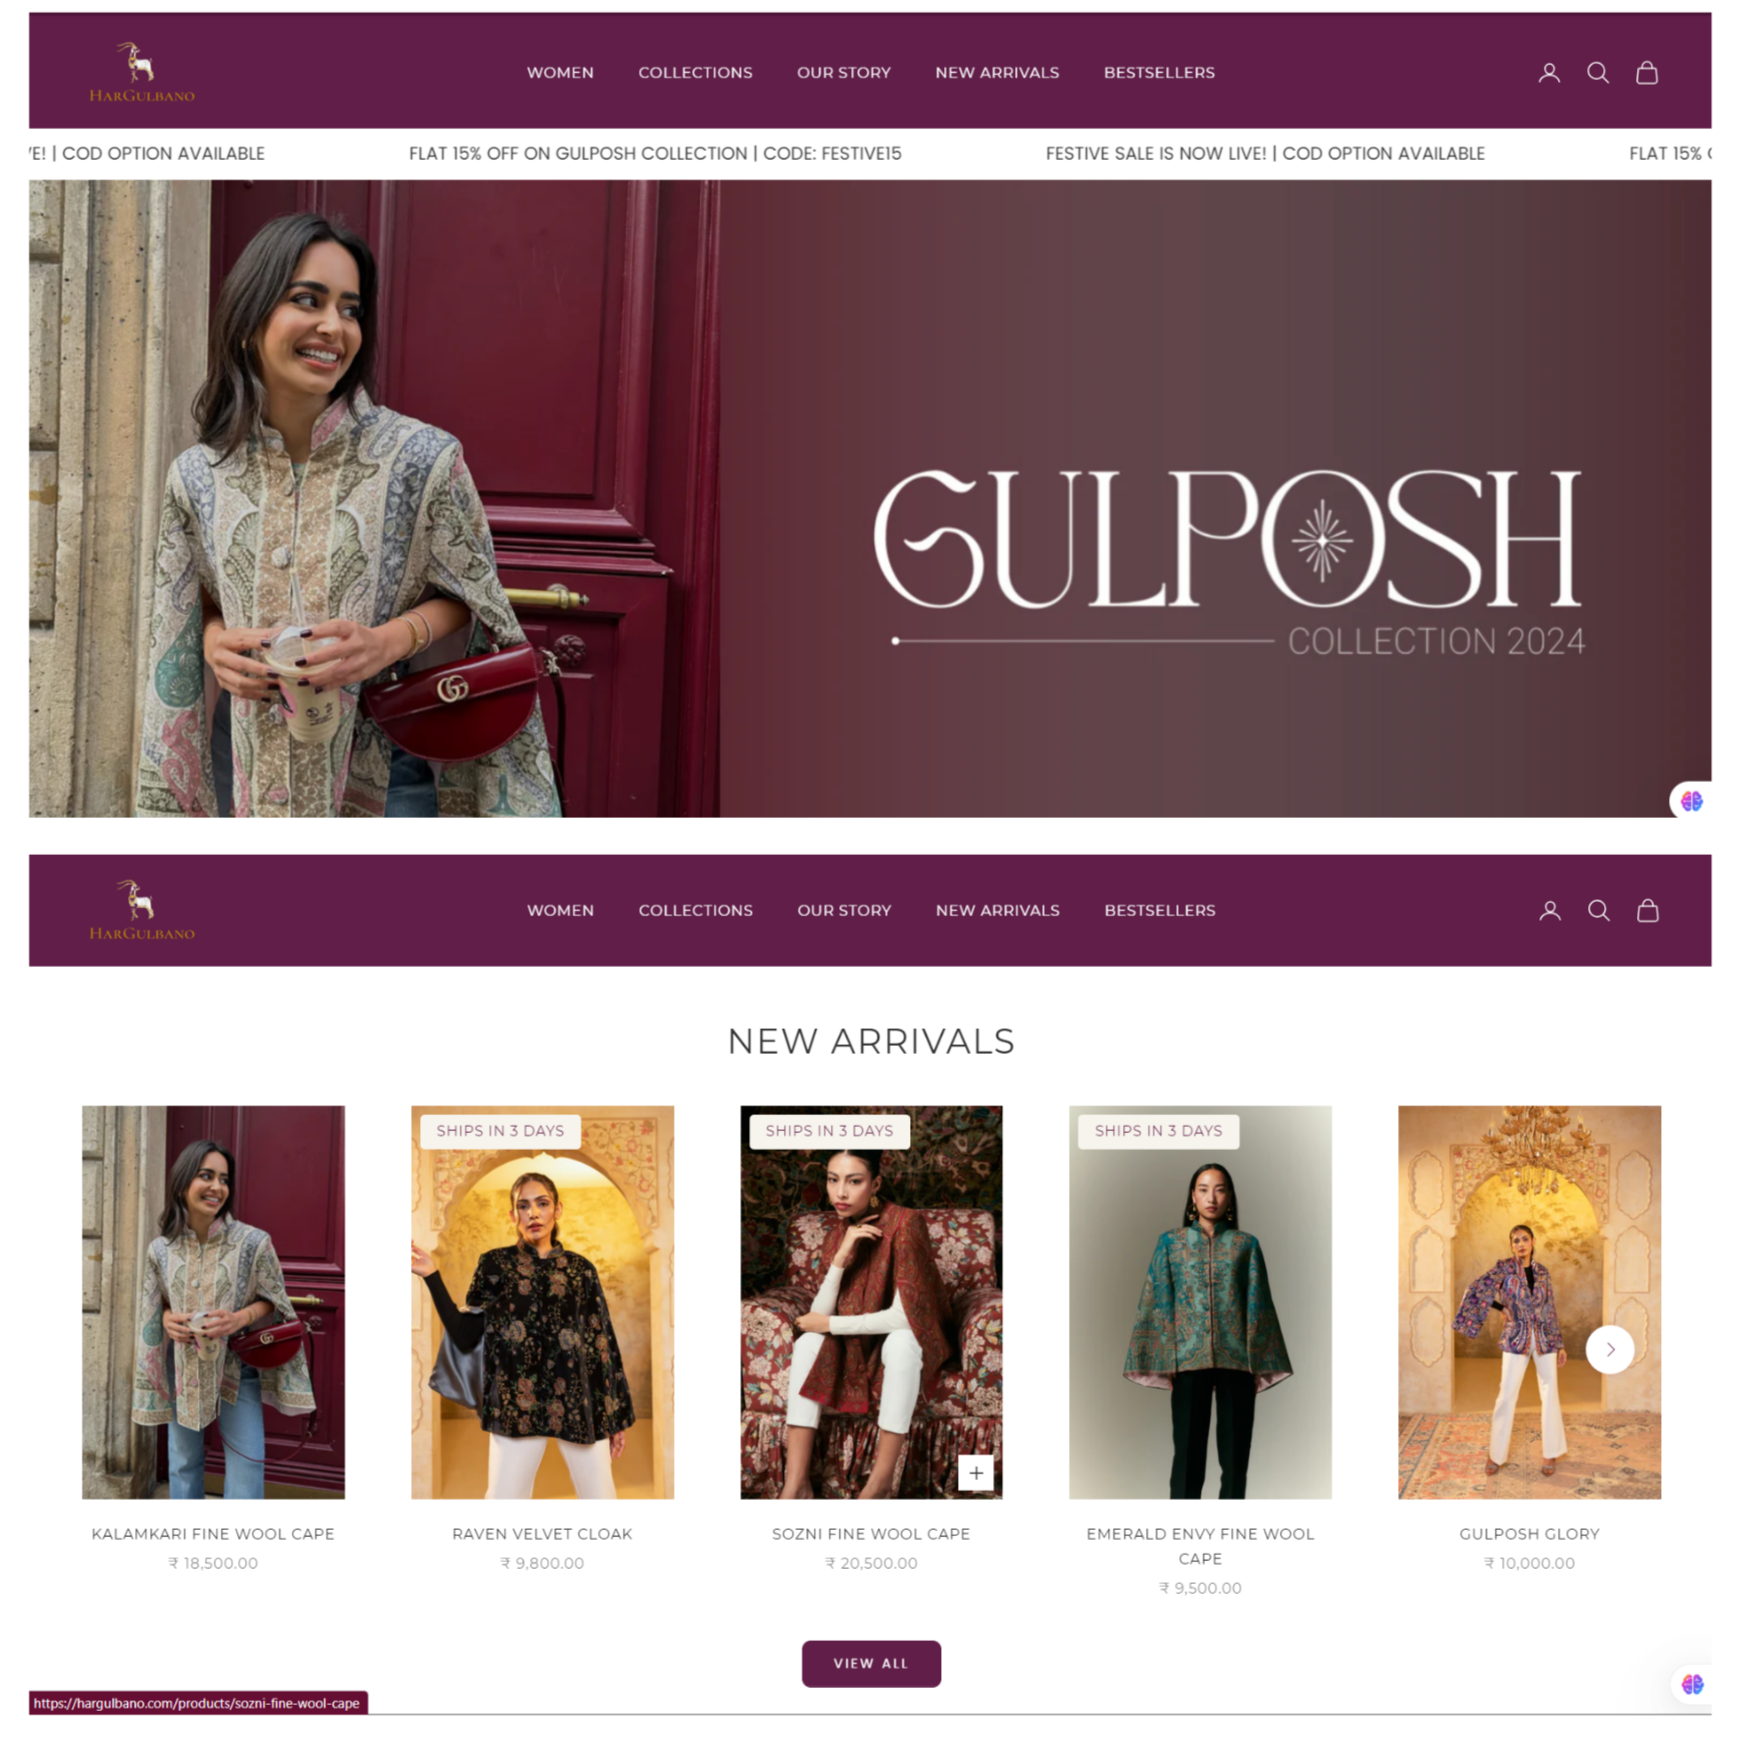 HARGULBANO
WOMEN COLLECTIONS OUR STORY NEW ARRIVALS BESTSELLERS
E! | COD OPTION AVAILABLE FLAT 15% OFF ON GULPOSH COLLECTION | CODE: FESTIVE15 FESTIVE SALE IS NOW LIVE! | COD OPTION AVAILABLE FLAT 15%
GULPOSH
COLLECTION 2024
HARGULBANO
WOMEN COLLECTIONS OUR STORY NEW ARRIVALS BESTSELLERS
NEW ARRIVALS
SHIPS IN 3 DAYS SHIPS IN 3 DAYS SHIPS IN 3 DAYS
KALAMKARI FINE WOOL CAPE
₹ 18,500.00
RAVEN VELVET CLOAK
₹ 9,800.00
SOZNI FINE WOOL CAPE
₹ 20,500.00
EMERALD ENVY FINE WOOL
CAPE
₹ 9,500.00
GULPOSH GLORY
₹ 10,000.00
VIEW ALL
https://hargulbano.com/products/sozni-fine-wool-cape